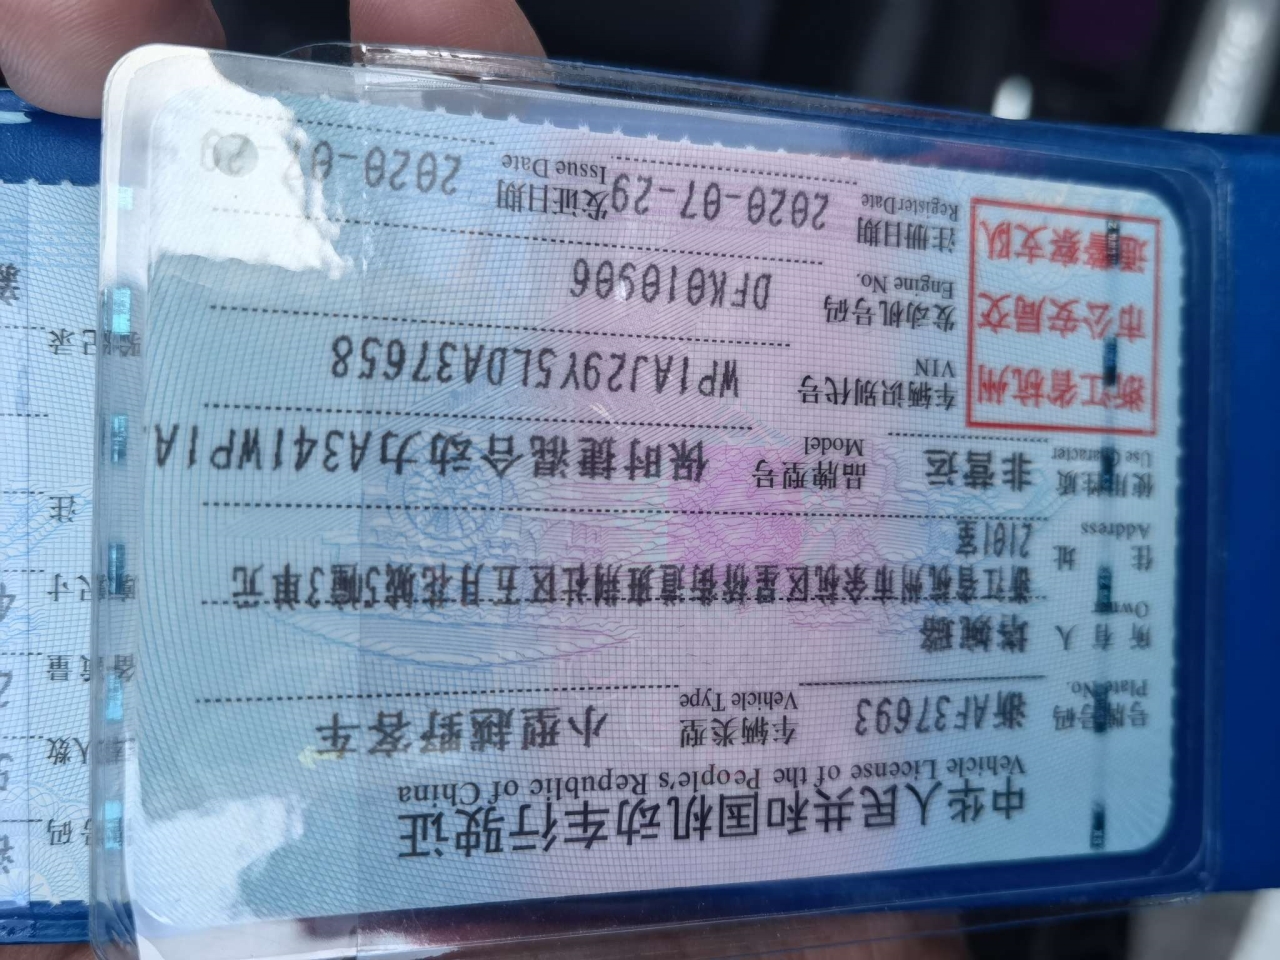 中华人民共和国机动车行驶证
Vehicle License of the People's Republic of China
号牌号码 浙AF37693 车辆类型 小型越野客车
Plate No. Vehicle Type
所有人 塔婉璐
Owner
住址 浙江省杭州市余杭区星桥街道班荆社区五月花城5幢3单元
Address 2101室
使用性质 非营运 品牌型号 保时捷混合动力A341WP1A
Use Character Model
浙江省杭州
市公安局交
通警察支队
车辆识别代号 WP1AJ29Y5LDA37658
VIN
发动机号码 DFK010906
Engine No.
注册日期 2020-07-29 发证日期 2020-07-29
Register Date Issue Date